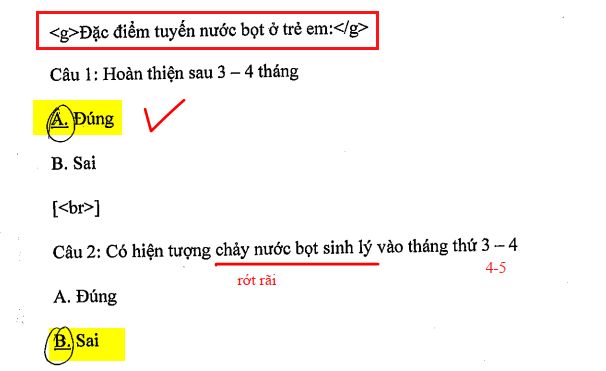 <g>Đặc điểm tuyến nước bọt ở trẻ em:</g>
Câu 1: Hoàn thiện sau 3 – 4 tháng
A. Đúng
B. Sai
[<br>]
Câu 2: Có hiện tượng chảy nước bọt sinh lý vào tháng thứ 3 – 4
rớt rãi 4-5
A. Đúng
B. Sai